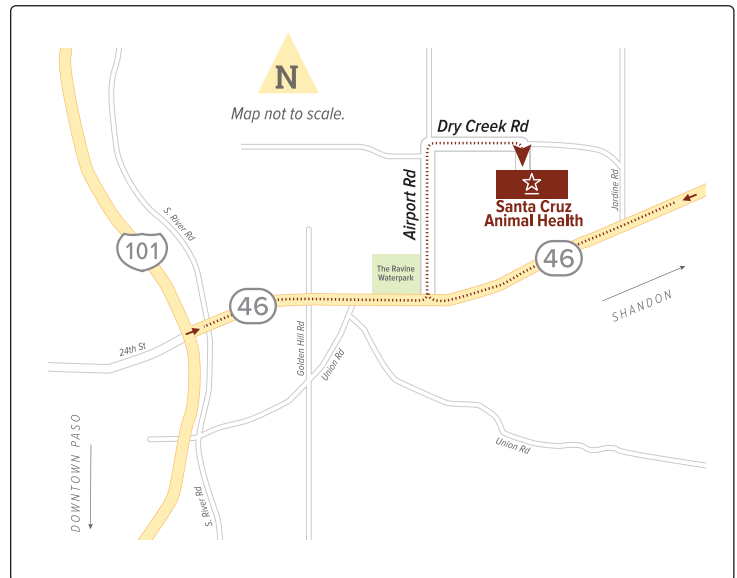 N
Map not to scale.
Dry Creek Rd
Airport Rd
Jardine Rd
Santa Cruz
Animal Health
S. River Rd
101
46
The Ravine
Waterpark
46
SHANDON
24th St
Golden Hill Rd
Union Rd
Union Rd
DOWNTOWN PASO
S. River Rd